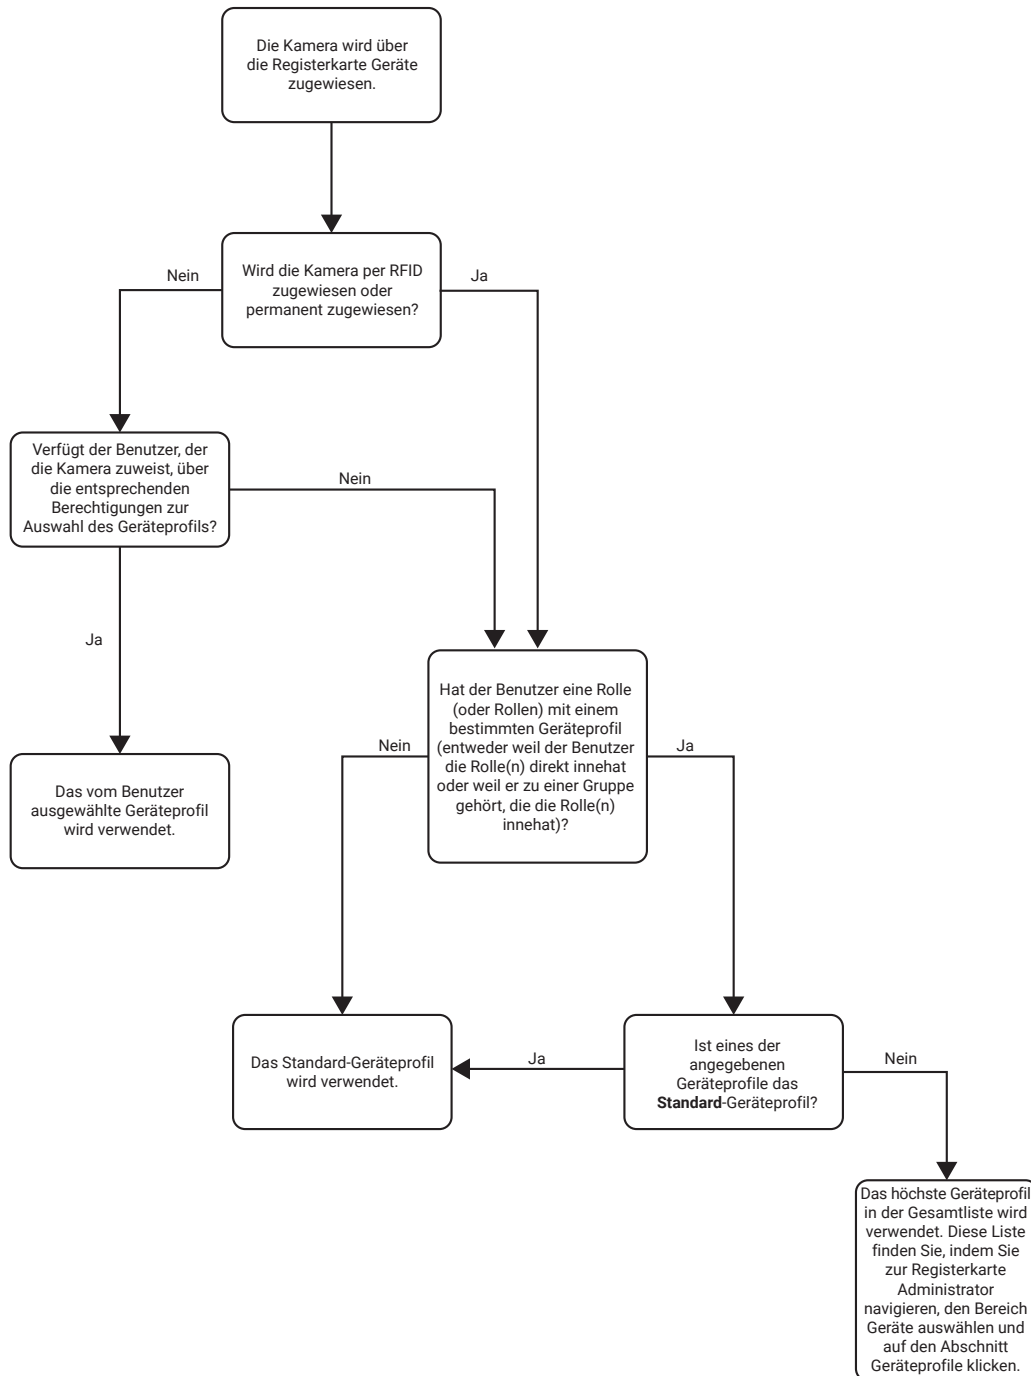 Die Kamera wird über
die Registerkarte Geräte
zugewiesen.
Wird die Kamera per RFID
zugewiesen oder
permanent zugewiesen?
Nein
Ja
Verfügt der Benutzer, der
die Kamera zuweist, über
die entsprechenden
Berechtigungen zur
Auswahl des Geräteprofils?
Nein
Ja
Das vom Benutzer
ausgewählte Geräteprofil
wird verwendet.
Hat der Benutzer eine Rolle
(oder Rollen) mit einem
bestimmten Geräteprofil
(entweder weil der Benutzer
die Rolle(n) direkt innehat
oder weil er zu einer Gruppe
gehört, die die Rolle(n)
innehat)?
Nein
Ja
Das Standard-Geräteprofil
wird verwendet.
Ja
Ist eines der
angegebenen
Geräteprofile das
Standard-Geräteprofil?
Nein
Das höchste Geräteprofil
in der Gesamtliste wird
verwendet. Diese Liste
finden Sie, indem Sie
zur Registerkarte
Administrator
navigieren, den Bereich
Geräte auswählen und
auf den Abschnitt
Geräteprofile klicken.